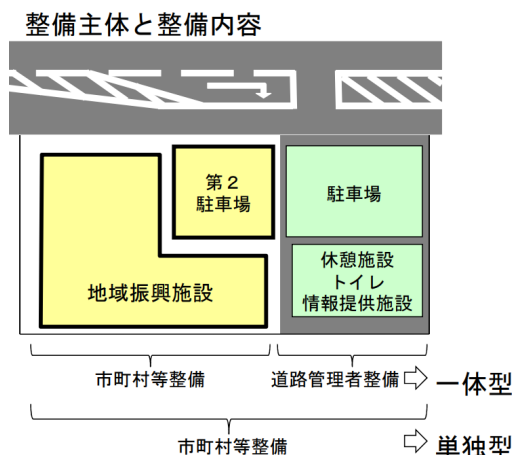 整備主体と整備内容
第２
駐車場
駐車場
地域振興施設
休憩施設
トイレ
情報提供施設
市町村等整備
道路管理者整備
一体型
市町村等整備
単独型